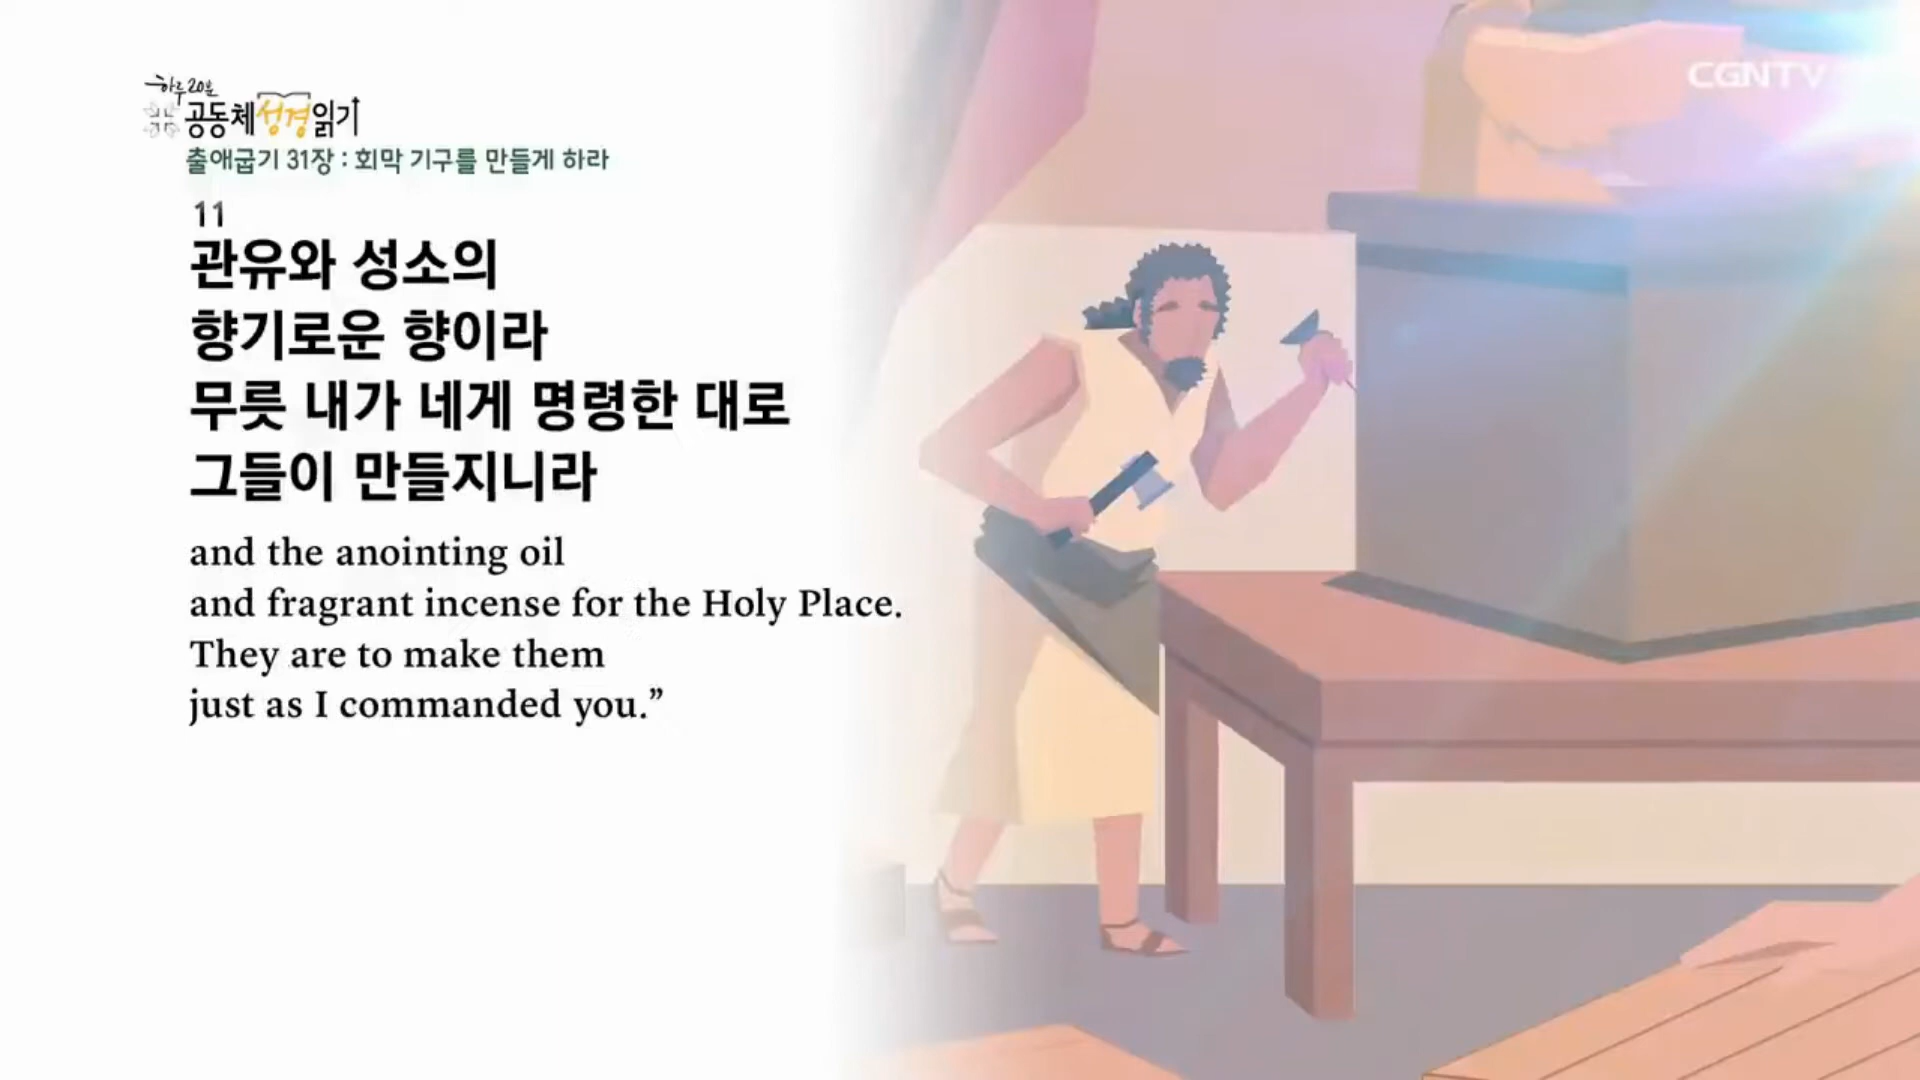 하루 20분
공동체성경읽기
CGNTV
출애굽기 31장 : 회막 기구를 만들게 하라
11
관유와 성소의
향기로운 향이라
무릇 내가 네게 명령한 대로
그들이 만들지니라
and the anointing oil
and fragrant incense for the Holy Place.
They are to make them
just as I commanded you.”